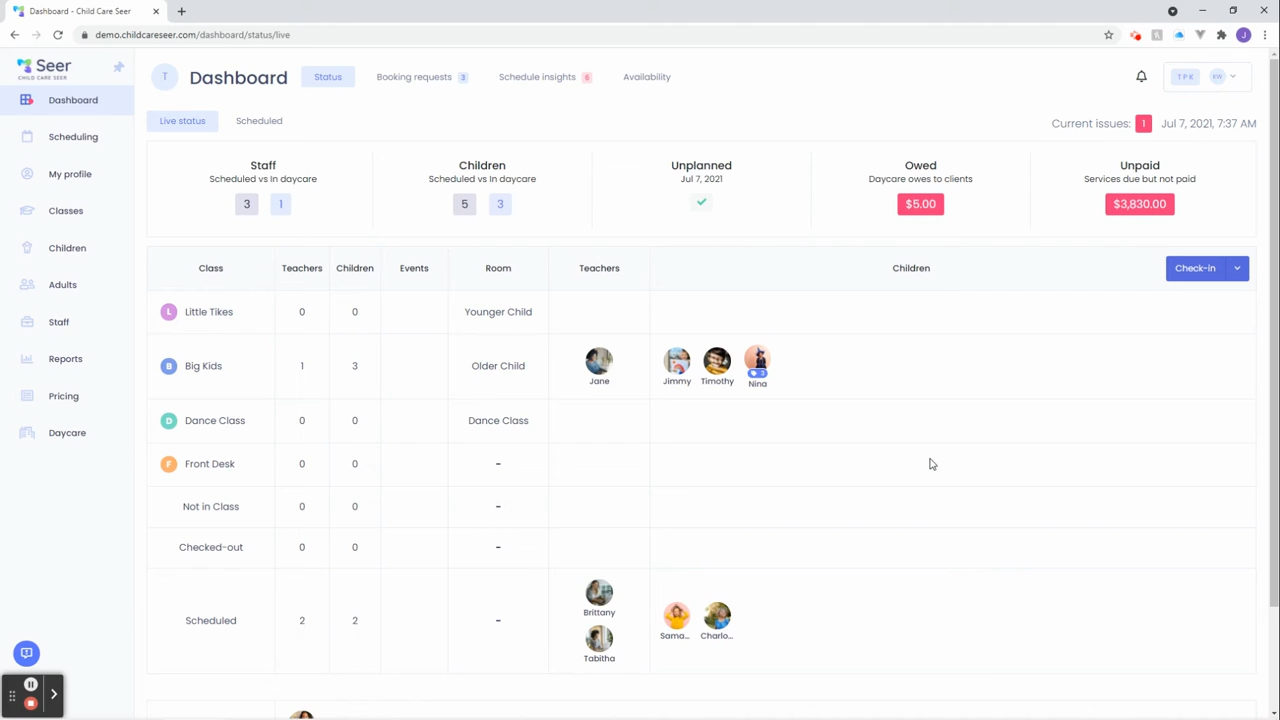 Dashboard - Child Care Seer
demo.childcareseer.com/dashboard/status/live
J
Seer
CHILD CARE SEER
T
Dashboard
Status
Booking requests 3
Schedule insights 6
Availability
TPK
KW
Dashboard
Scheduling
My profile
Classes
Children
Adults
Staff
Reports
Pricing
Daycare
Live status
Scheduled
Current issues: 1 Jul 7, 2021, 7:37 AM
Staff
Scheduled vs In daycare
3 1
Children
Scheduled vs In daycare
5 3
Unplanned
Jul 7, 2021
Owed
Daycare owes to clients
$5.00
Unpaid
Services due but not paid
$3,830.00
Class Teachers Children Events Room Teachers Children Check-in
L Little Tikes 0 0 Younger Child
B Big Kids 1 3 Older Child
Jane Jimmy Timothy Nina
3
D Dance Class 0 0 Dance Class
F Front Desk 0 0 -
Not in Class 0 0 -
Checked-out 0 0 -
Scheduled 2 2 -
Brittany
Tabitha
Sama... Charlo...